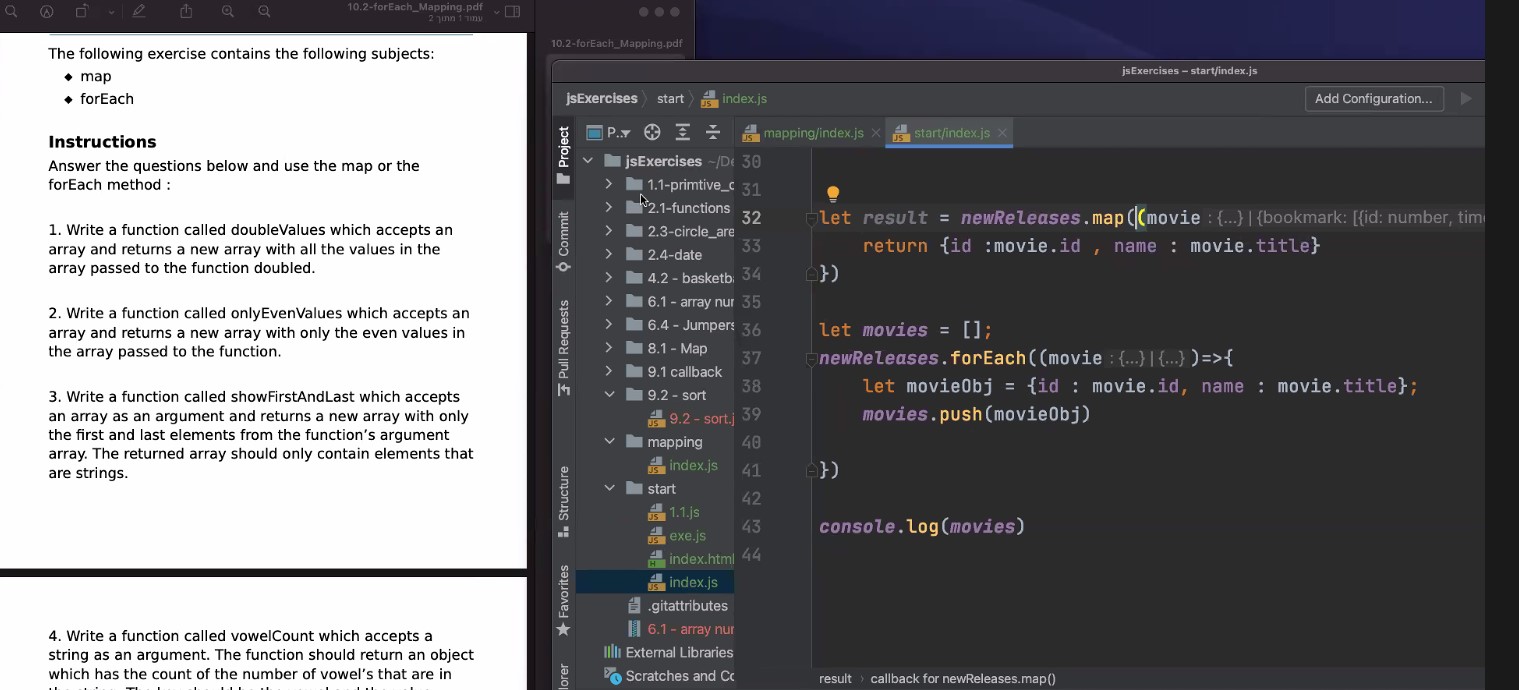 10.2-forEach_Mapping.pdf
עמוד 1 מתוך 2
The following exercise contains the following subjects:
◆ map
◆ forEach
Instructions
Answer the questions below and use the map or the
forEach method :
1. Write a function called doubleValues which accepts an
array and returns a new array with all the values in the
array passed to the function doubled.
2. Write a function called onlyEvenValues which accepts an
array and returns a new array with only the even values in
the array passed to the function.
3. Write a function called showFirstAndLast which accepts
an array as an argument and returns a new array with only
the first and last elements from the function's argument
array. The returned array should only contain elements that
are strings.
4. Write a function called vowelCount which accepts a
string as an argument. The function should return an object
which has the count of the number of vowel's that are in
10.2-forEach_Mapping.pdf
jsExercises – start/index.js
jsExercises start index.js
Add Configuration...
P...
mapping/index.js
start/index.js
Project
Commit
Pull Requests
Structure
Favorites
jsExercises ~/De
1.1-primtive_d
2.1-functions
2.3-circle_are
2.4-date
4.2 - basketba
6.1 - array nur
6.4 - Jumpers
8.1 - Map
9.1 callback
9.2 - sort
9.2 - sort.j
mapping
index.js
start
1.1.js
exe.js
index.html
index.js
.gitattributes
6.1 - array nur
External Libraries
Scratches and Co
30
31
32 let result = newReleases.map((movie : {...} | {bookmark: [{id: number, time
33 return {id :movie.id , name : movie.title}
34 })
35
36 let movies = [];
37 newReleases.forEach((movie : {...} | {...} )=>{
38 let movieObj = {id : movie.id, name : movie.title};
39 movies.push(movieObj)
40
41 })
42
43 console.log(movies)
44
result › callback for newReleases.map()